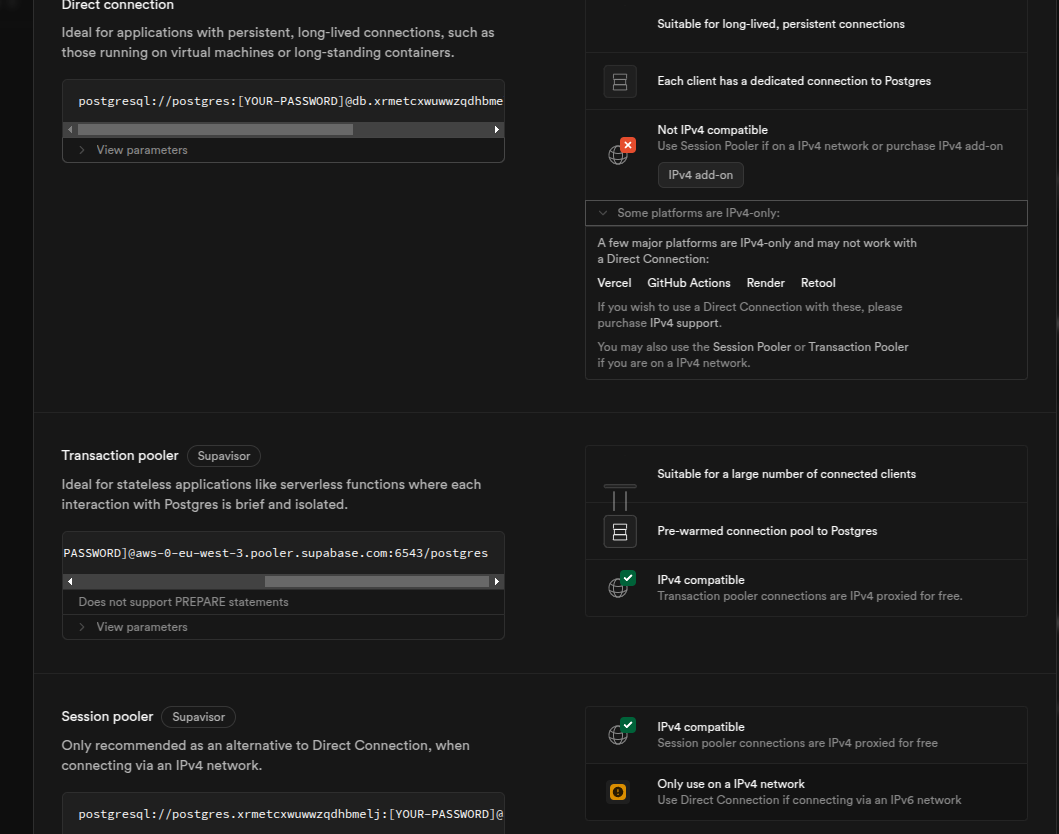 Direct connection
Ideal for applications with persistent, long-lived connections, such as
those running on virtual machines or long-standing containers.
postgresql://postgres:[YOUR-PASSWORD]@db.xrmetcxwuwwzqdhbme
View parameters
Suitable for long-lived, persistent connections
Each client has a dedicated connection to Postgres
Not IPv4 compatible
Use Session Pooler if on a IPv4 network or purchase IPv4 add-on
IPv4 add-on
Some platforms are IPv4-only:
A few major platforms are IPv4-only and may not work with
a Direct Connection:
Vercel GitHub Actions Render Retool
If you wish to use a Direct Connection with these, please
purchase IPv4 support.
You may also use the Session Pooler or Transaction Pooler
if you are on a IPv4 network.
Transaction pooler Supavisor
Ideal for stateless applications like serverless functions where each
interaction with Postgres is brief and isolated.
PASSWORD]@aws-0-eu-west-3.pooler.supabase.com:6543/postgres
Does not support PREPARE statements
View parameters
Suitable for a large number of connected clients
Pre-warmed connection pool to Postgres
IPv4 compatible
Transaction pooler connections are IPv4 proxied for free.
Session pooler Supavisor
Only recommended as an alternative to Direct Connection, when
connecting via an IPv4 network.
postgresql://postgres.xrmetcxwuwwzqdhbmelj:[YOUR-PASSWORD]@
IPv4 compatible
Session pooler connections are IPv4 proxied for free
Only use on a IPv4 network
Use Direct Connection if connecting via an IPv6 network